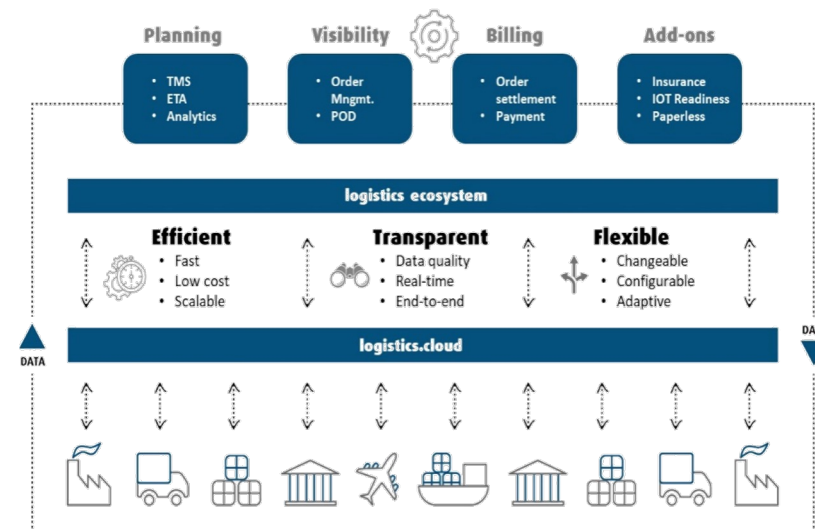 Planning
Visibility
Billing
Add-ons
• TMS
• ETA
• Analytics
• Order
Mngmt.
• POD
• Order
settlement
• Payment
• Insurance
• IOT Readiness
• Paperless
logistics ecosystem
Efficient
• Fast
• Low cost
• Scalable
Transparent
• Data quality
• Real-time
• End-to-end
Flexible
• Changeable
• Configurable
• Adaptive
logistics.cloud
DATA
DA